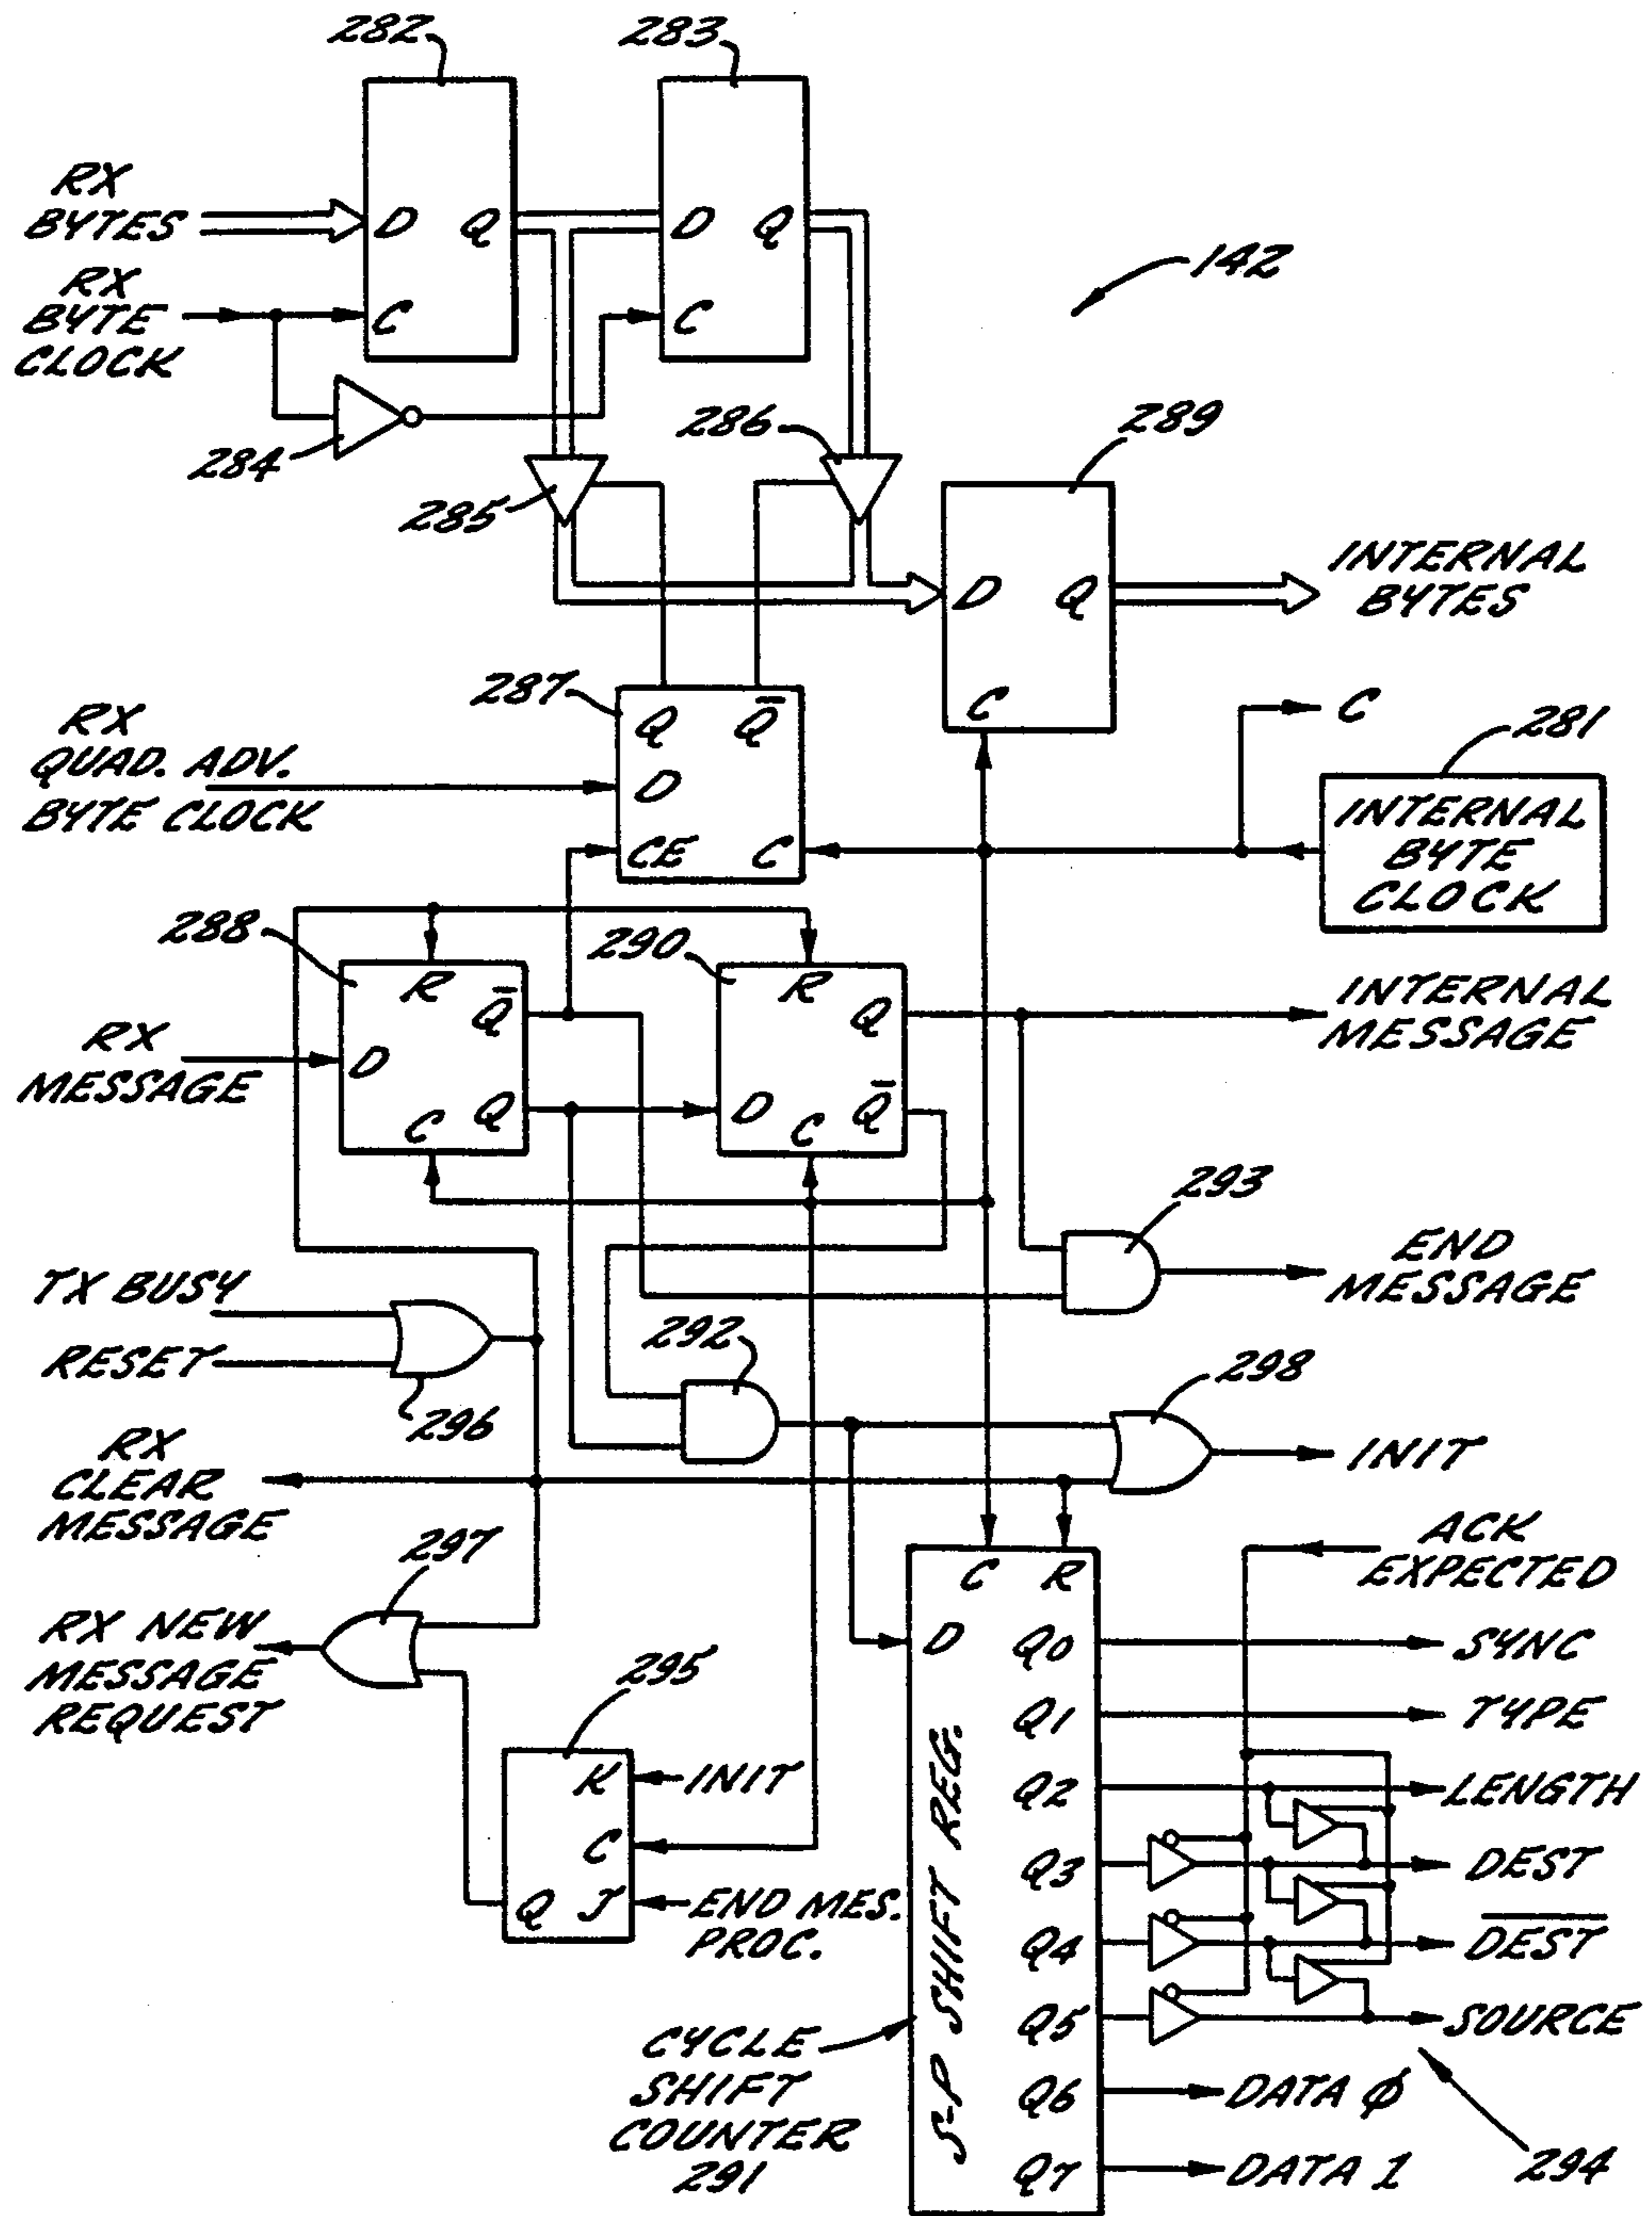 282
283
RX
BYTES
D
Q
D
Q
142
RX
BYTE
CLOCK
C
C
284
285
286
289
D
Q
INTERNAL
BYTES
C
287
Q
Q̅
D
CE
C
RX
QUAD. ADV.
BYTE CLOCK
C
281
INTERNAL
BYTE
CLOCK
288
R
Q̅
D
Q
C
290
R
Q
D
C
Q̅
RX
MESSAGE
INTERNAL
MESSAGE
293
END
MESSAGE
TX BUSY
RESET
296
292
298
INIT
RX
CLEAR
MESSAGE
297
RX NEW
MESSAGE
REQUEST
295
K
INIT
C
Q
J
END MES.
PROC.
ACK
EXPECTED
C
R
D
S-P SHIFT REG.
Q0
SYNC
Q1
TYPE
Q2
LENGTH
Q3
DEST
Q4
D̅E̅S̅T̅
Q5
SOURCE
Q6
DATA ϕ
Q7
DATA 1
CYCLE
SHIFT
COUNTER
291
294